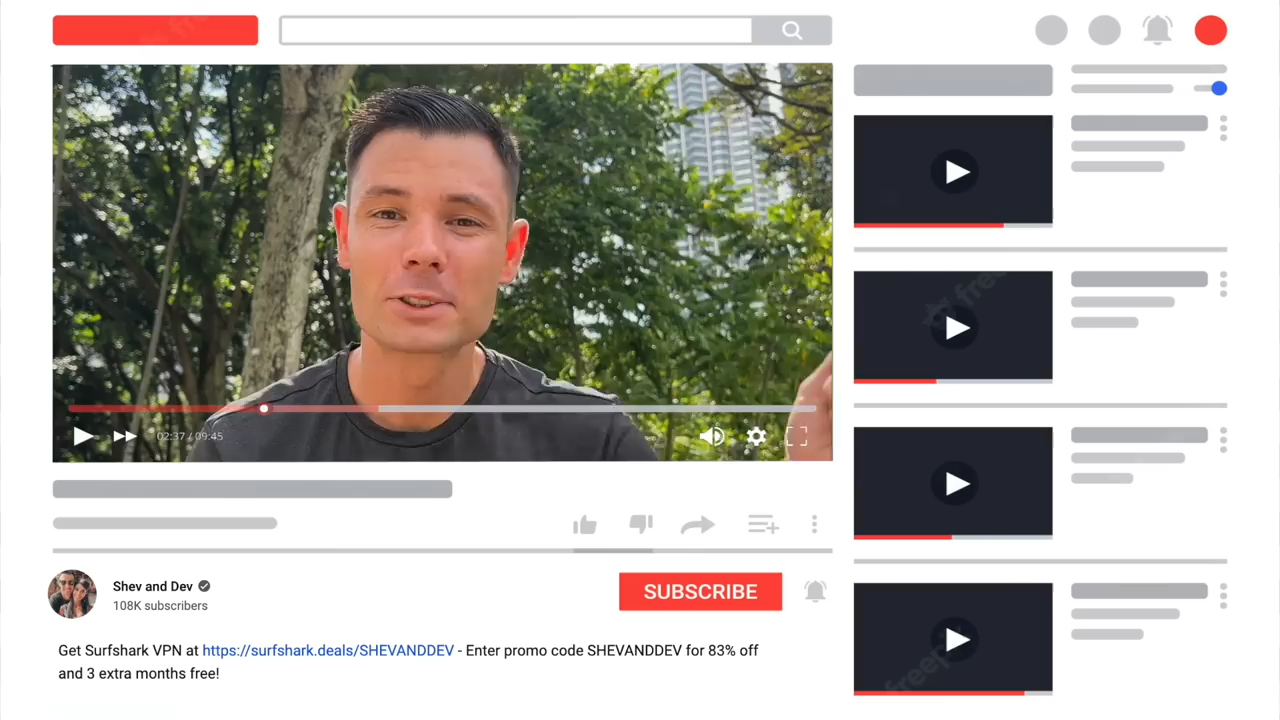 02:37 / 09:45
Shev and Dev
108K subscribers
SUBSCRIBE
Get Surfshark VPN at https://surfshark.deals/SHEVANDDEV - Enter promo code SHEVANDDEV for 83% off
and 3 extra months free!